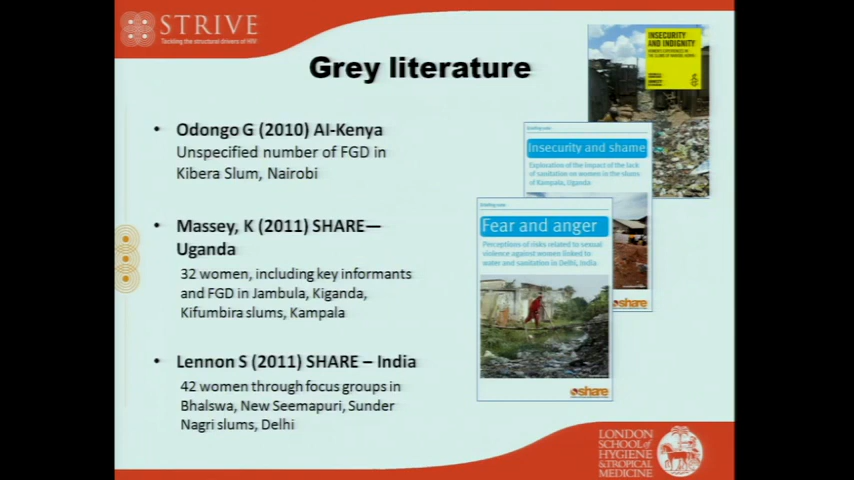 STRIVE
Tackling the structural drivers of HIV
Grey literature
• Odongo G (2010) AI-Kenya
Unspecified number of FGD in
Kibera Slum, Nairobi
• Massey, K (2011) SHARE—
Uganda
32 women, including key informants
and FGD in Jambula, Kiganda,
Kifumbira slums, Kampala
• Lennon S (2011) SHARE – India
42 women through focus groups in
Bhalswa, New Seemapuri, Sunder
Nagri slums, Delhi
INSECURITY
AND INDIGNITY
Briefing note
Insecurity and shame
Exploration of the impact of the lack
of sanitation on women in the slums
of Kampala, Uganda
share
Briefing note
Fear and anger
Perceptions of risks related to sexual
violence against women linked to
water and sanitation in Delhi, India
share
LONDON
SCHOOL of
HYGIENE
& TROPICAL
MEDICINE